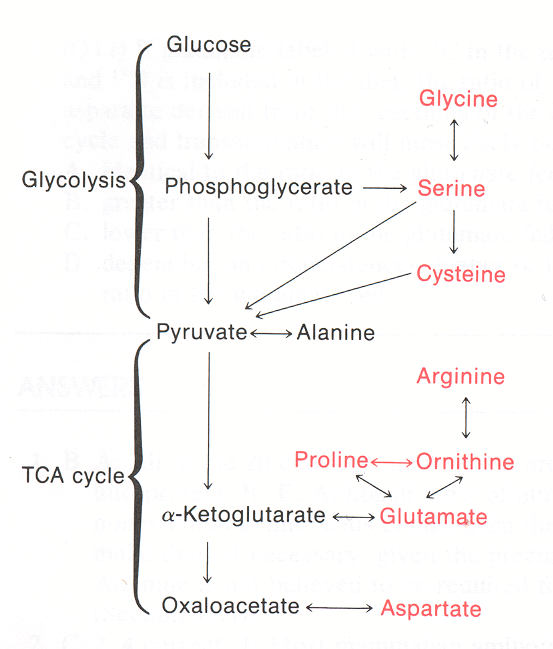 Glucose
Glycine
Glycolysis
Phosphoglycerate
Serine
Cysteine
Pyruvate
Alanine
Arginine
TCA cycle
Proline
Ornithine
α-Ketoglutarate
Glutamate
Oxaloacetate
Aspartate